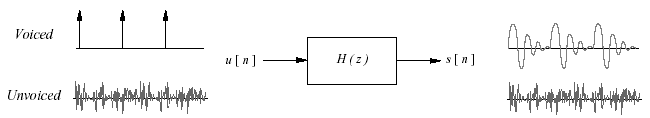 Voiced
u [ n ] H ( z ) s [ n ]
Unvoiced